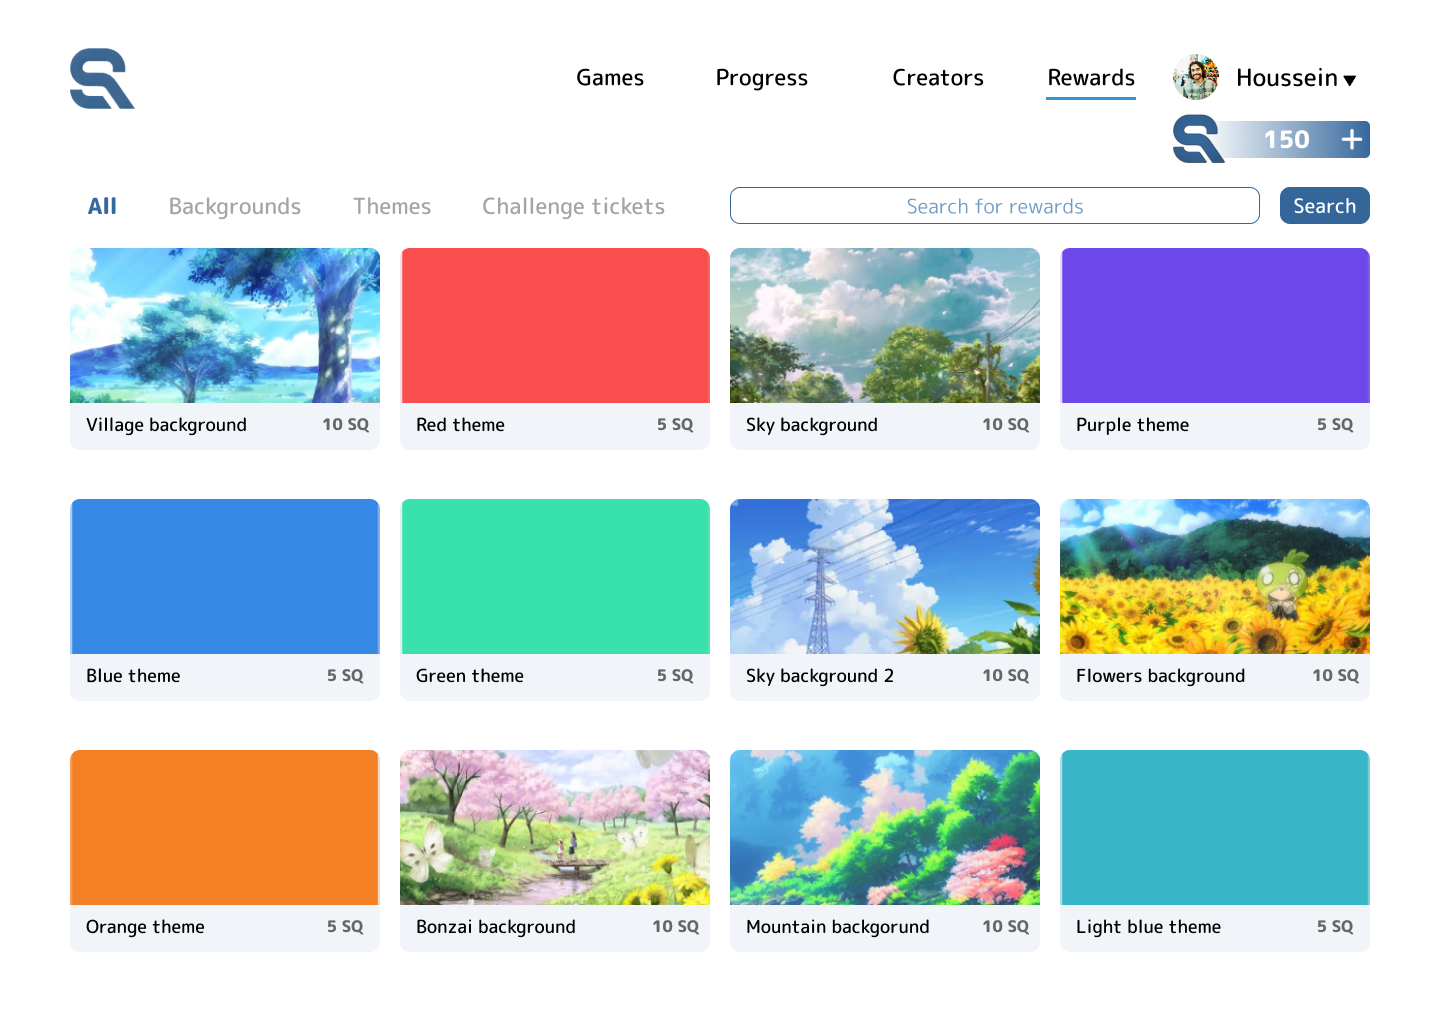 Games Progress Creators Rewards Houssein
150 +
All Backgrounds Themes Challenge tickets Search for rewards Search
Village background 10 SQ
Red theme 5 SQ
Sky background 10 SQ
Purple theme 5 SQ
Blue theme 5 SQ
Green theme 5 SQ
Sky background 2 10 SQ
Flowers background 10 SQ
Orange theme 5 SQ
Bonzai background 10 SQ
Mountain backgorund 10 SQ
Light blue theme 5 SQ